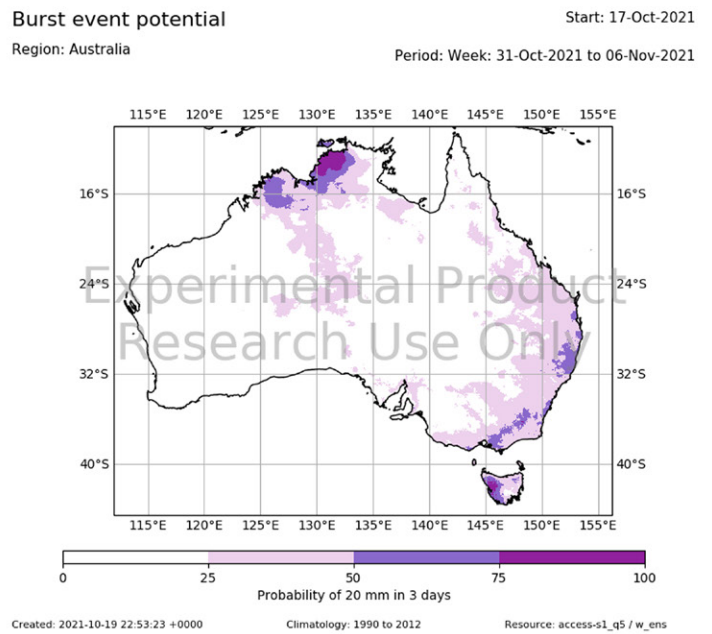 Burst event potential
Start: 17-Oct-2021
Region: Australia
Period: Week: 31-Oct-2021 to 06-Nov-2021
115°E 120°E 125°E 130°E 135°E 140°E 145°E 150°E 155°E
16°S 16°S
24°S 24°S
Experimental Product
Research Use Only
32°S 32°S
40°S 40°S
115°E 120°E 125°E 130°E 135°E 140°E 145°E 150°E 155°E
0 25 50 75 100
Probability of 20 mm in 3 days
Created: 2021-10-19 22:53:23 +0000 Climatology: 1990 to 2012 Resource: access-s1_q5 / w_ens